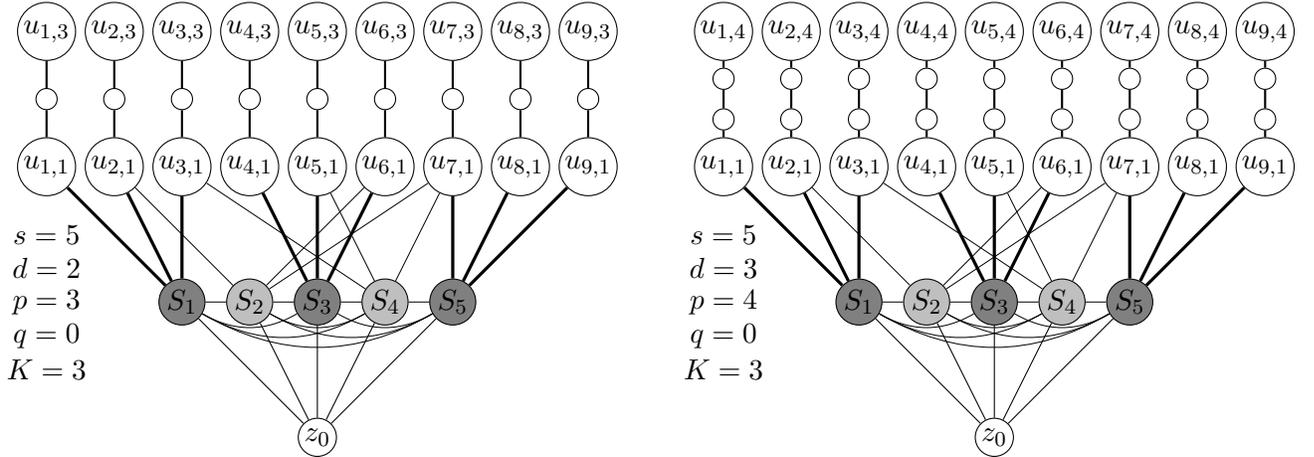 u1,3 u2,3 u3,3 u4,3 u5,3 u6,3 u7,3 u8,3 u9,3
u1,1 u2,1 u3,1 u4,1 u5,1 u6,1 u7,1 u8,1 u9,1
s = 5
d = 2
p = 3
q = 0
K = 3
S1 S2 S3 S4 S5
z0
u1,4 u2,4 u3,4 u4,4 u5,4 u6,4 u7,4 u8,4 u9,4
u1,1 u2,1 u3,1 u4,1 u5,1 u6,1 u7,1 u8,1 u9,1
s = 5
d = 3
p = 4
q = 0
K = 3
S1 S2 S3 S4 S5
z0